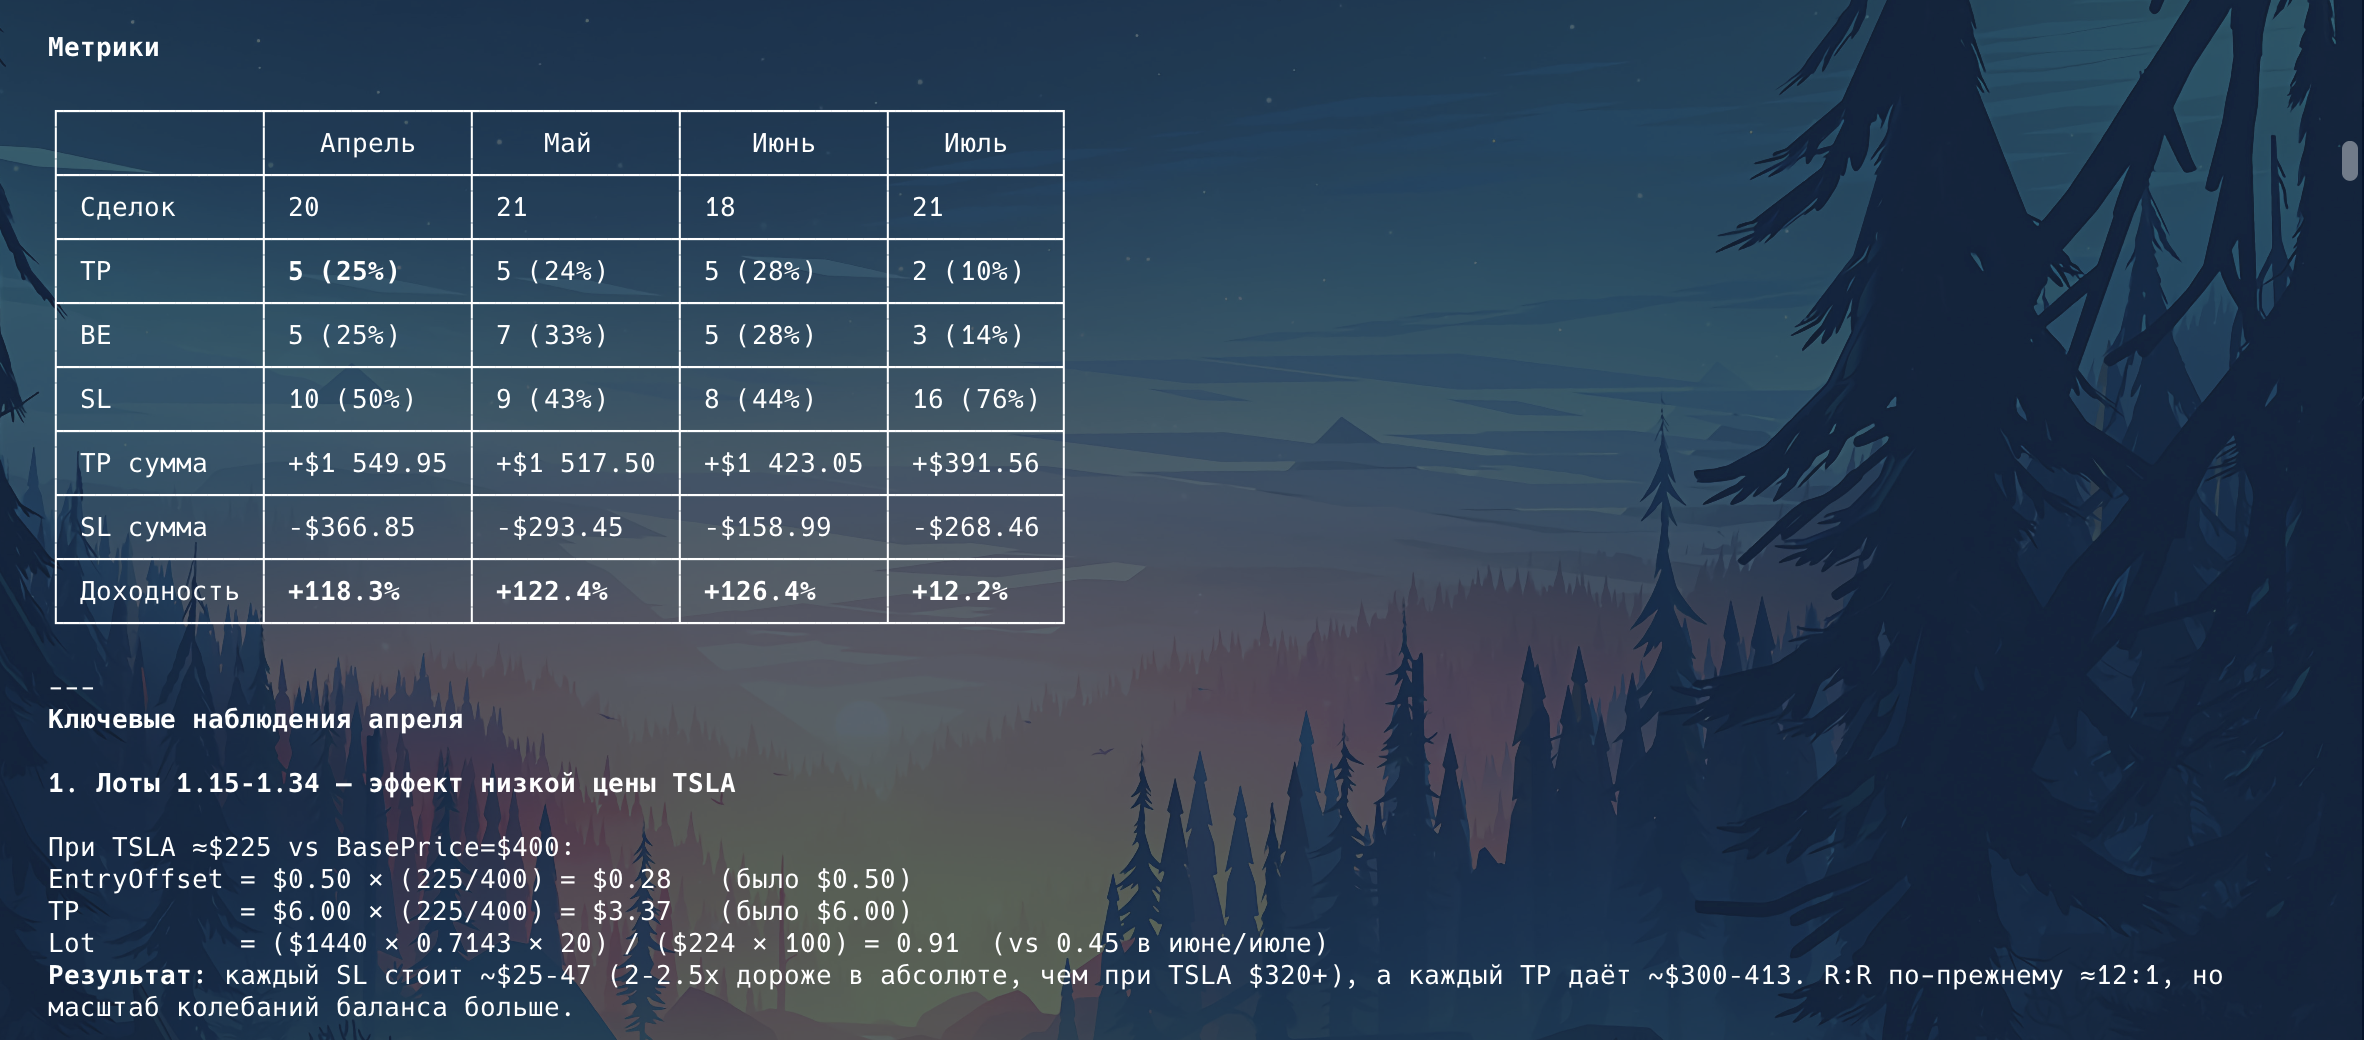 Метрики
Апрель Май Июнь Июль
Сделок 20 21 18 21
TP 5 (25%) 5 (24%) 5 (28%) 2 (10%)
BE 5 (25%) 7 (33%) 5 (28%) 3 (14%)
SL 10 (50%) 9 (43%) 8 (44%) 16 (76%)
TP сумма +$1 549.95 +$1 517.50 +$1 423.05 +$391.56
SL сумма -$366.85 -$293.45 -$158.99 -$268.46
Доходность +118.3% +122.4% +126.4% +12.2%
---
Ключевые наблюдения апреля
1. Лоты 1.15-1.34 — эффект низкой цены TSLA
При TSLA ≈$225 vs BasePrice=$400:
EntryOffset = $0.50 × (225/400) = $0.28 (было $0.50)
TP = $6.00 × (225/400) = $3.37 (было $6.00)
Lot = ($1440 × 0.7143 × 20) / ($224 × 100) = 0.91 (vs 0.45 в июне/июле)
Результат: каждый SL стоит ~$25-47 (2-2.5x дороже в абсолюте, чем при TSLA $320+), а каждый TP даёт ~$300-413. R:R по-прежнему ≈12:1, но
масштаб колебаний баланса больше.